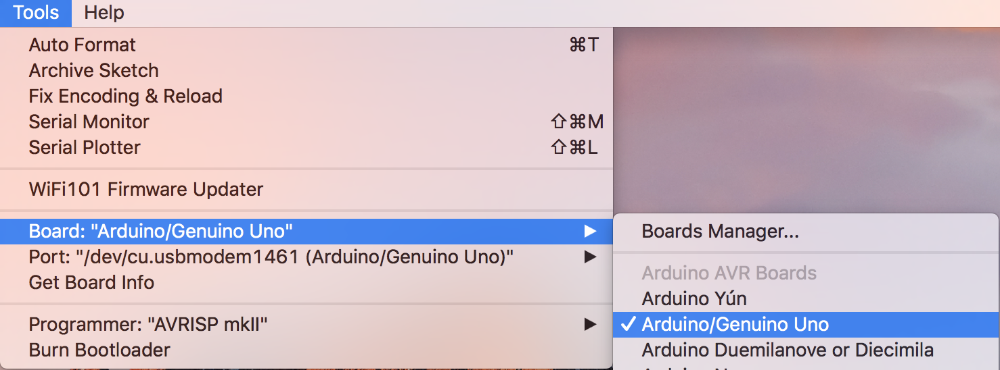 Tools Help
Auto Format ⌘T
Archive Sketch
Fix Encoding & Reload
Serial Monitor ⇧⌘M
Serial Plotter ⇧⌘L
WiFi101 Firmware Updater
Board: "Arduino/Genuino Uno" ▶
Port: "/dev/cu.usbmodem1461 (Arduino/Genuino Uno)" ▶
Get Board Info
Programmer: "AVRISP mkII" ▶
Burn Bootloader
Boards Manager...
Arduino AVR Boards
Arduino Yún
✓ Arduino/Genuino Uno
Arduino Duemilanove or Diecimila